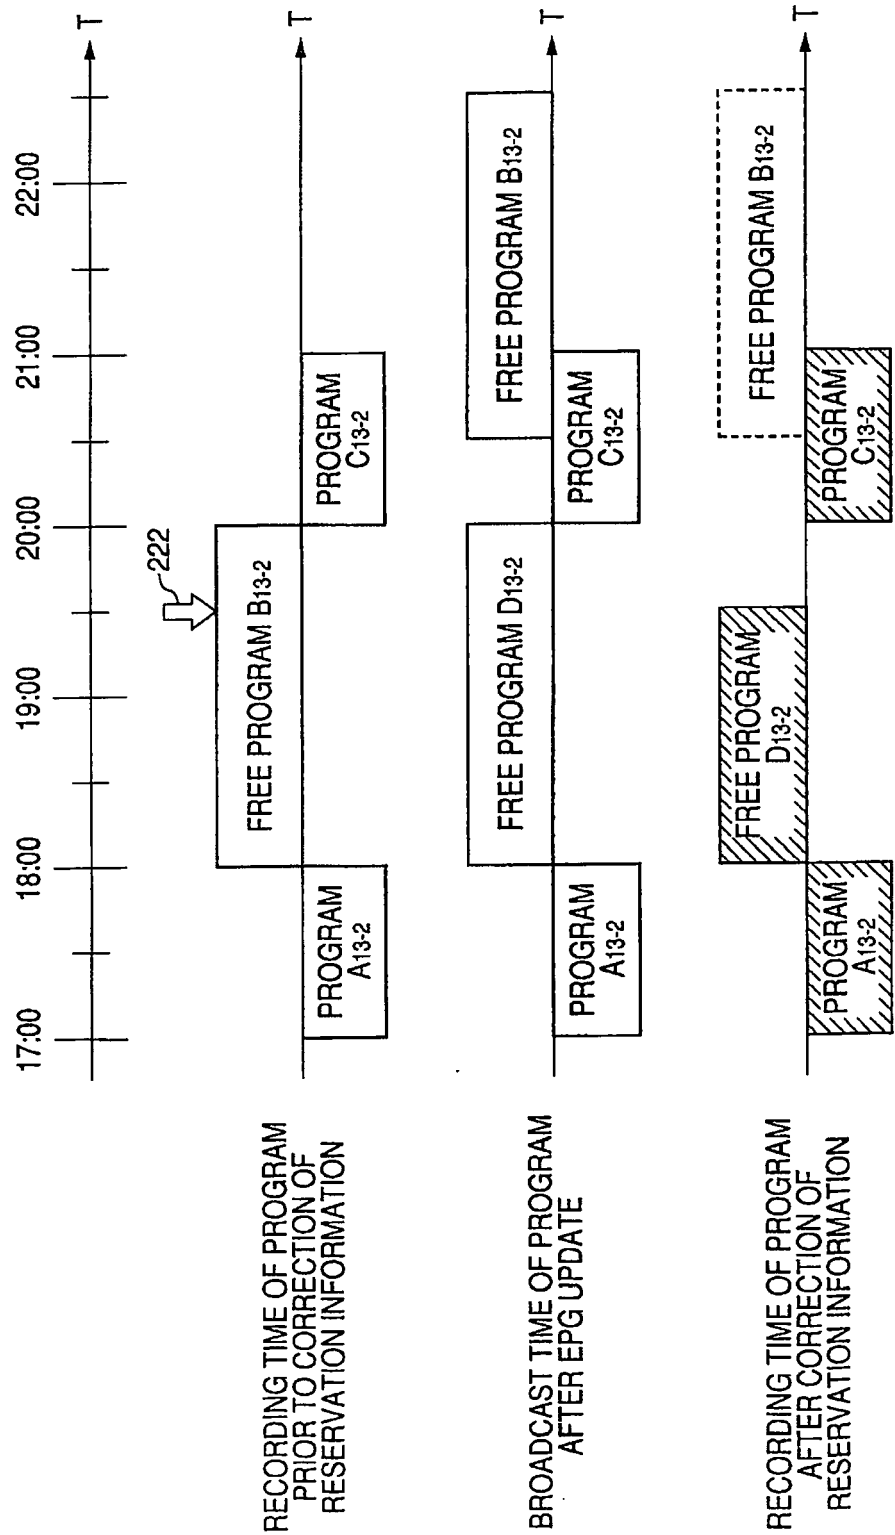 17:00 18:00 19:00 20:00 21:00 22:00 T
222
RECORDING TIME OF PROGRAM
PRIOR TO CORRECTION OF
RESERVATION INFORMATION
PROGRAM
A13-2
FREE PROGRAM B13-2
PROGRAM
C13-2
T
BROADCAST TIME OF PROGRAM
AFTER EPG UPDATE
PROGRAM
A13-2
FREE PROGRAM D13-2
PROGRAM
C13-2
FREE PROGRAM B13-2
T
RECORDING TIME OF PROGRAM
AFTER CORRECTION OF
RESERVATION INFORMATION
PROGRAM
A13-2
FREE PROGRAM
D13-2
PROGRAM
C13-2
FREE PROGRAM B13-2
T